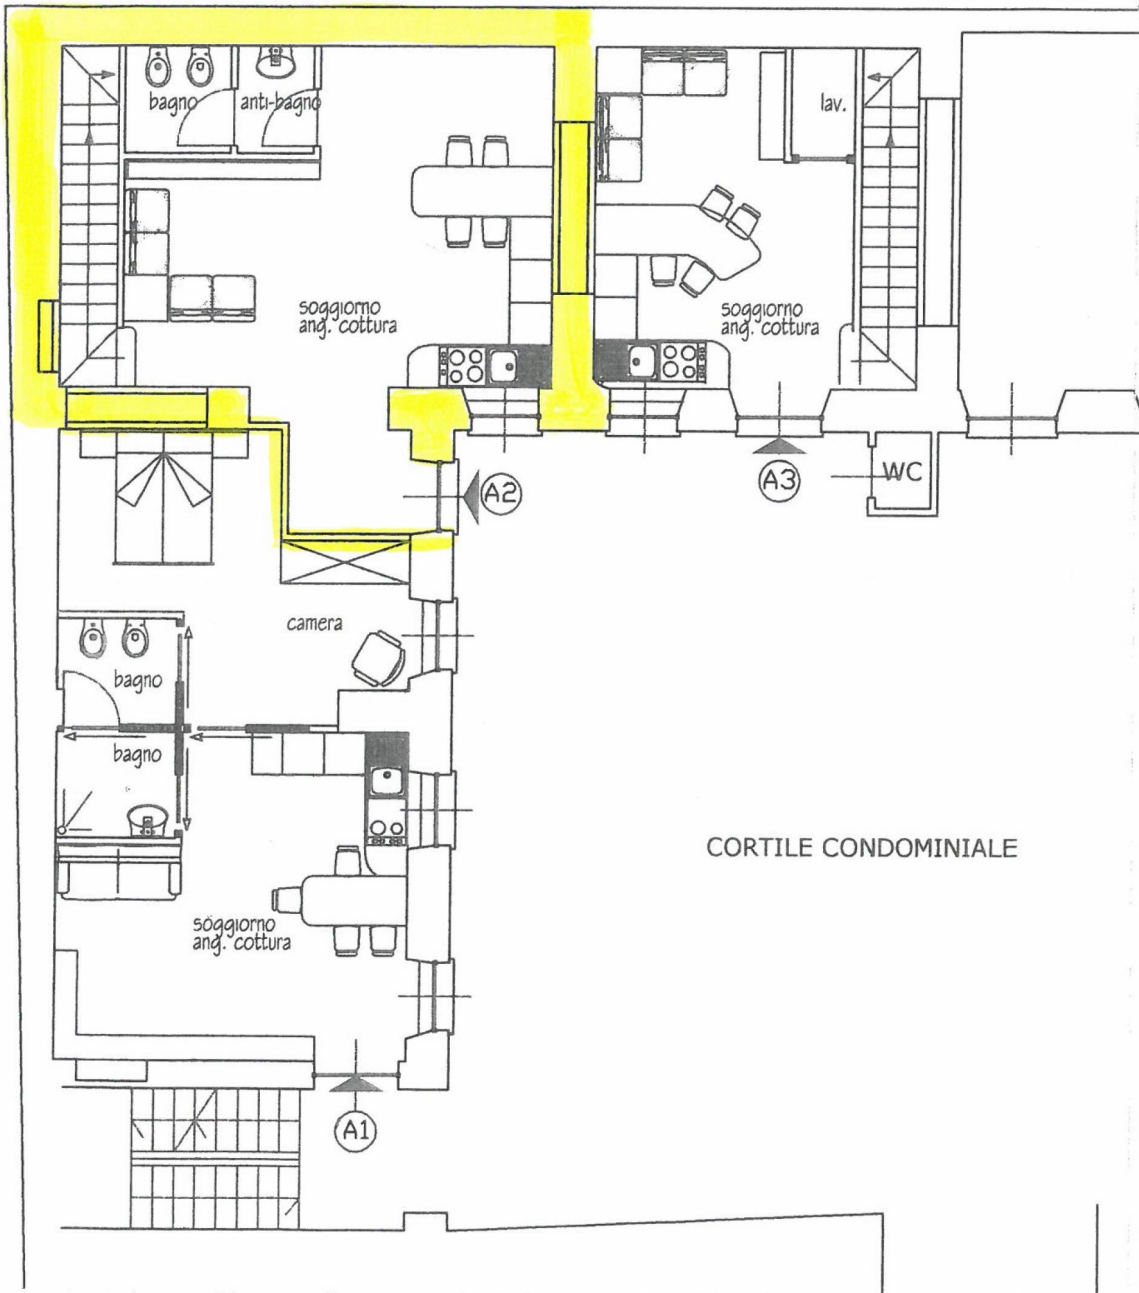 bagno
anti-bagno
lav.
soggiorno
ang. cottura
soggiorno
ang. cottura
A2
A3
WC
camera
bagno
bagno
CORTILE CONDOMINIALE
soggiorno
ang. cottura
A1